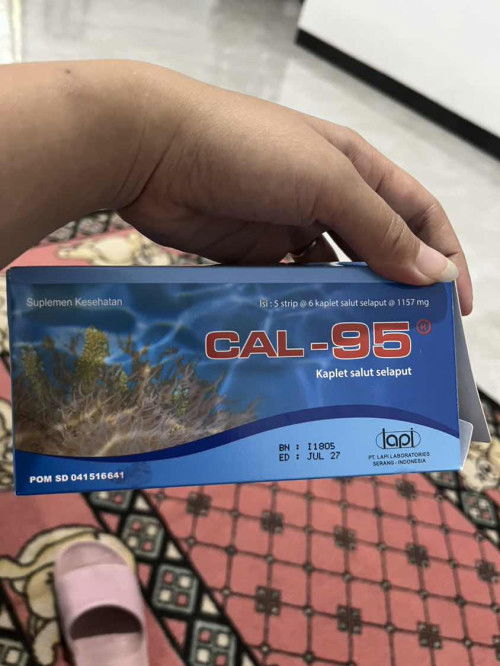 Suplemen Kesehatan
Isi : 5 strip @ 6 kaplet salut selaput @ 1157 mg
CAL-95®
Kaplet salut selaput
BN : I1805
ED : JUL 27
lapi
PT. LAPI LABORATORIES
SERANG - INDONESIA
POM SD 041516641